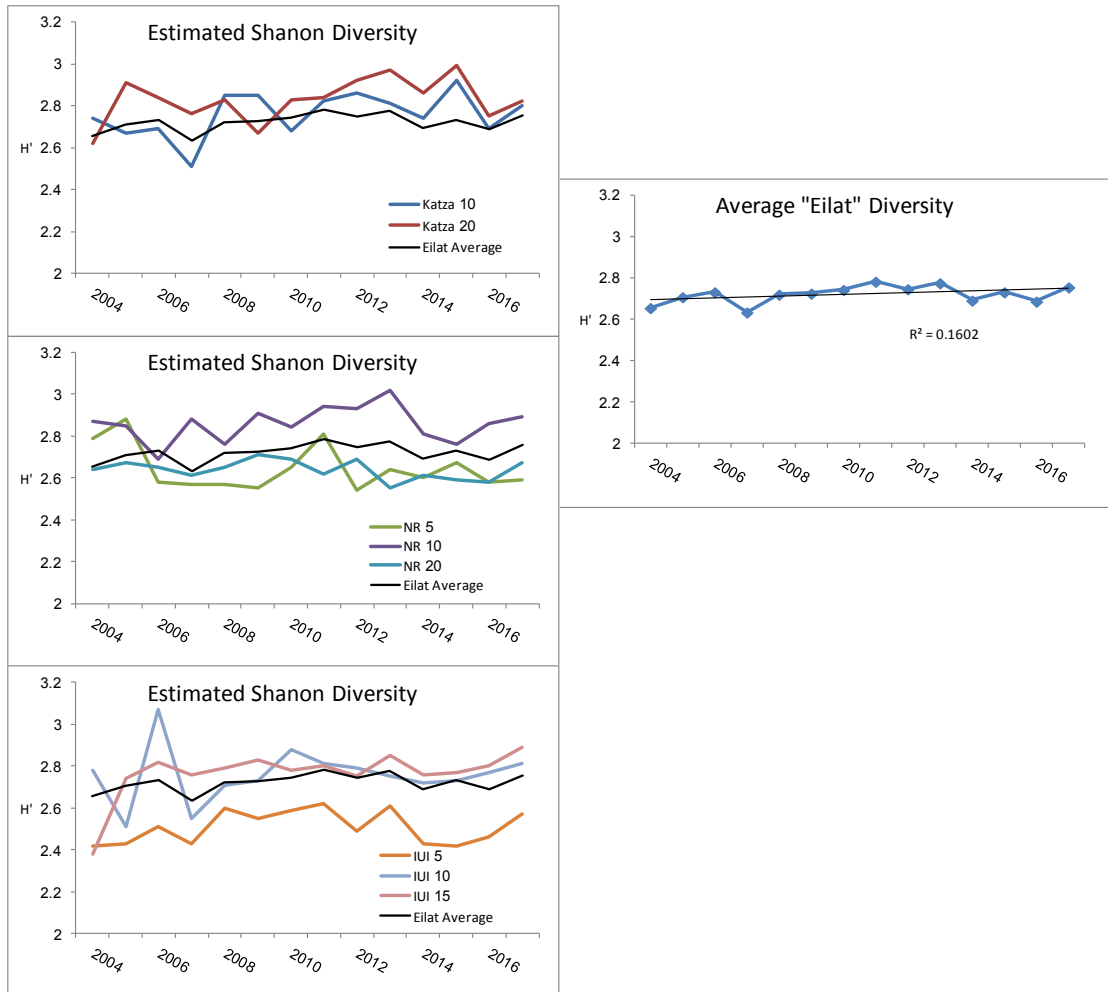 Estimated Shanon Diversity
3.2
3
2.8
H' 2.6
2.4
2.2
2
Katza 10
Katza 20
Eilat Average
2004 2006 2008 2010 2012 2014 2016
Average "Eilat" Diversity
3.2
3
2.8
H' 2.6
2.4
2.2
2
R² = 0.1602
2004 2006 2008 2010 2012 2014 2016
Estimated Shanon Diversity
3.2
3
2.8
H' 2.6
2.4
2.2
2
NR 5
NR 10
NR 20
Eilat Average
2004 2006 2008 2010 2012 2014 2016
Estimated Shanon Diversity
3.2
3
2.8
H' 2.6
2.4
2.2
2
IUI 5
IUI 10
IUI 15
Eilat Average
2004 2006 2008 2010 2012 2014 2016